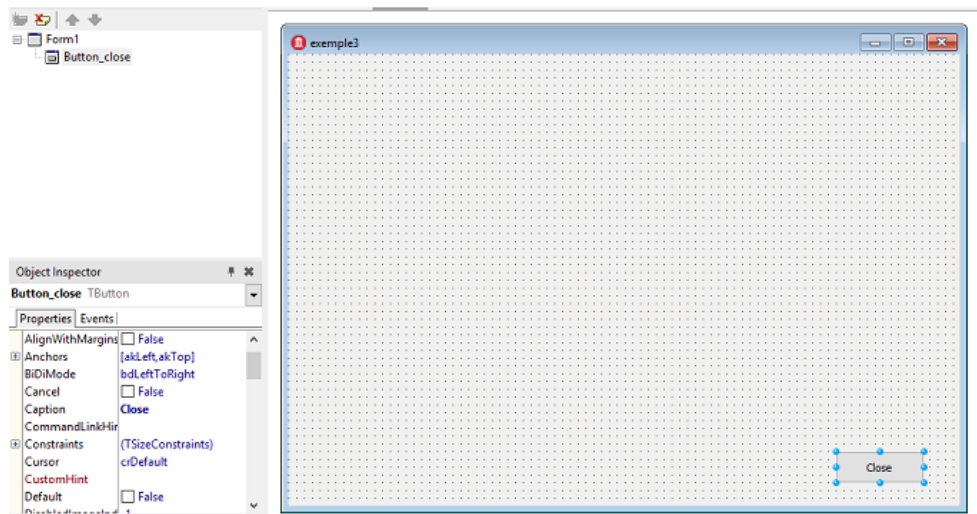 Form1
Button_close
Object Inspector
Button_close TButton
Properties Events
AlignWithMargins False
Anchors [akLeft,akTop]
BiDiMode bdLeftToRight
Cancel False
Caption Close
CommandLinkHir
Constraints (TSizeConstraints)
Cursor crDefault
CustomHint
Default False
exemple3
Close